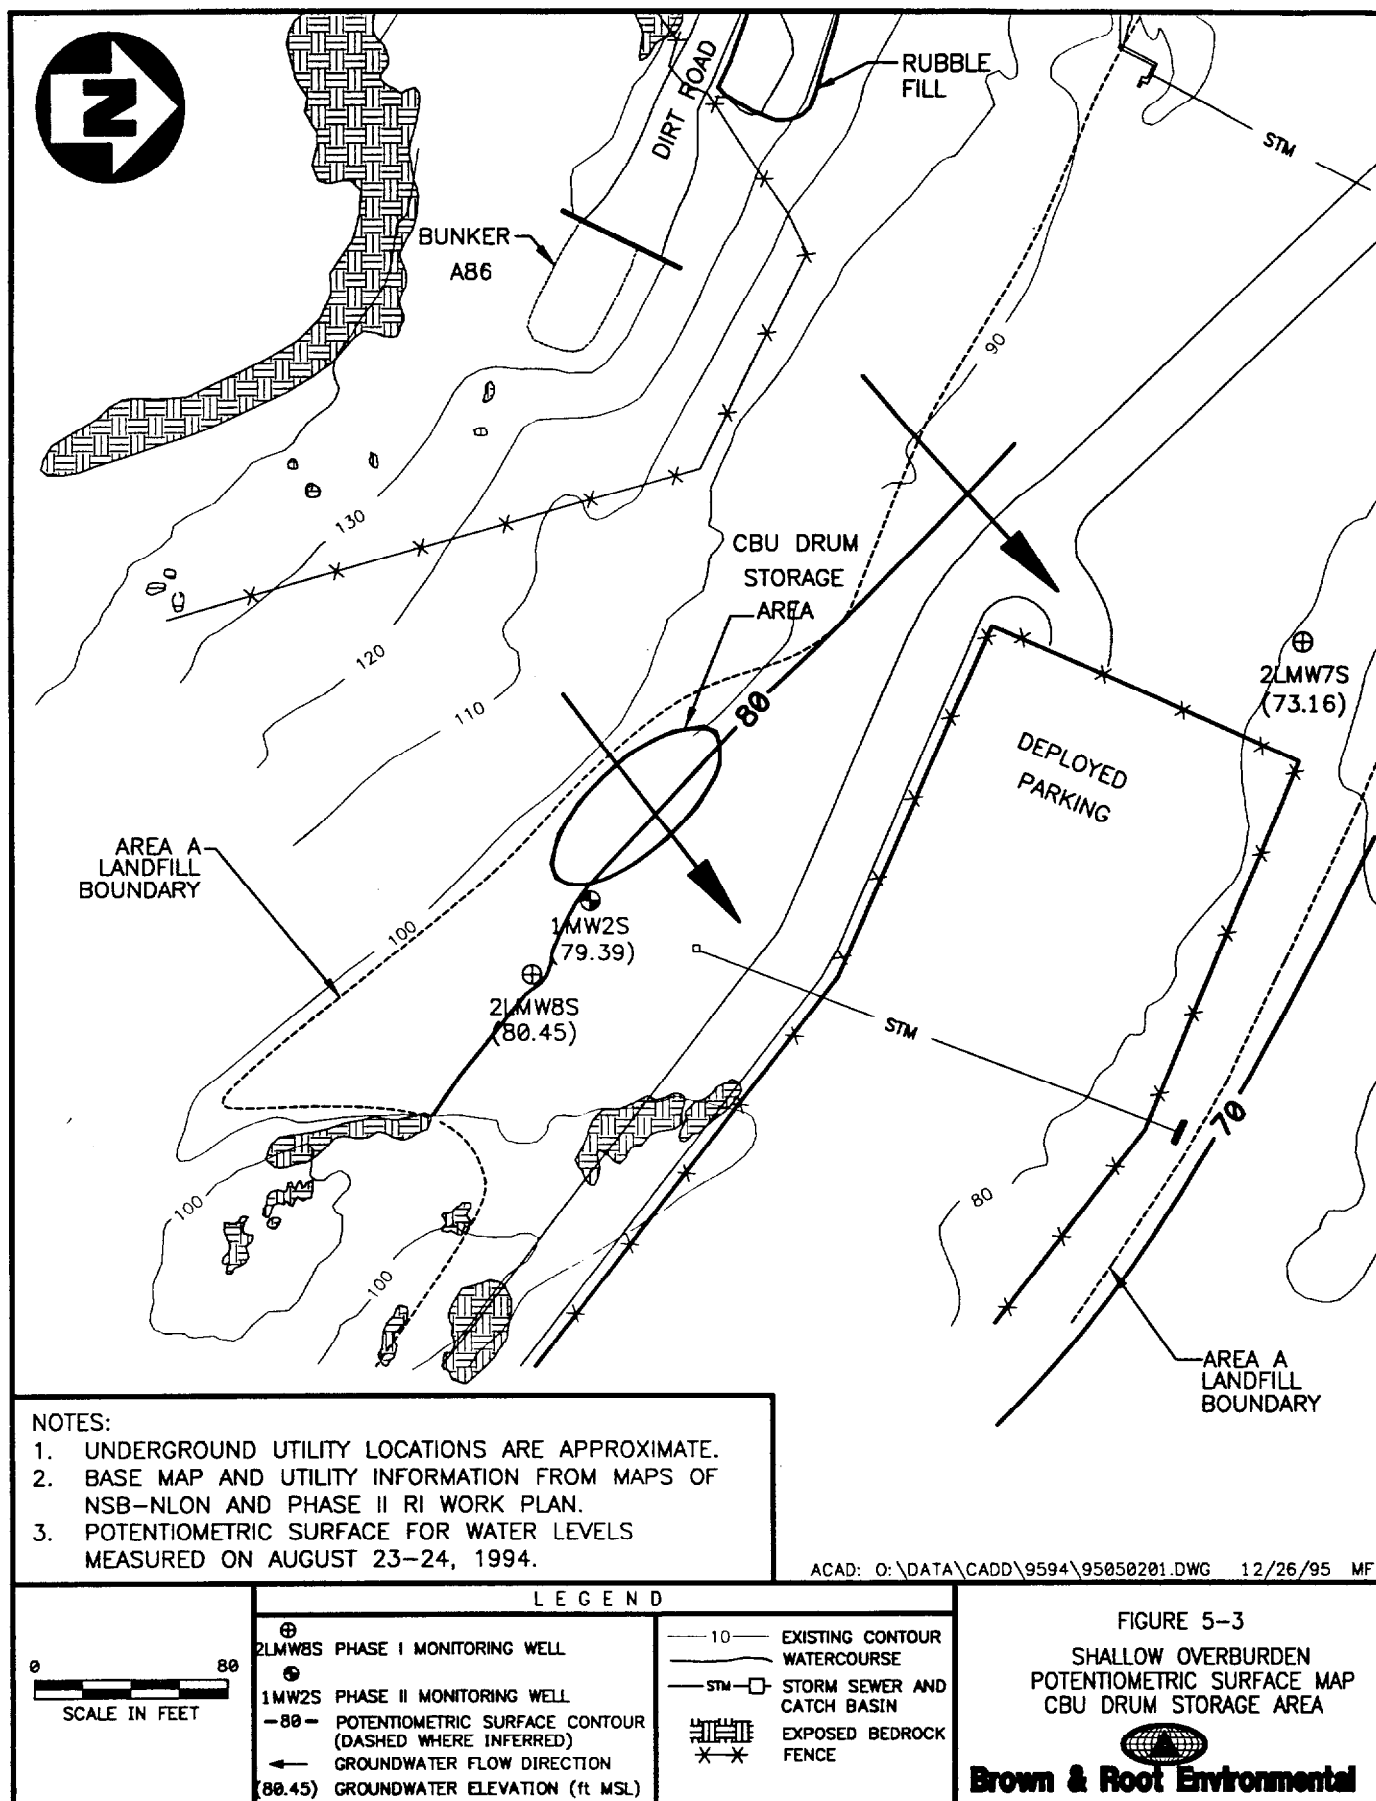 N
DIRT ROAD
RUBBLE
FILL
STM
BUNKER
A86
90
130
CBU DRUM
STORAGE
AREA
120
110
80
2LMW7S
(73.16)
DEPLOYED
PARKING
AREA A
LANDFILL
BOUNDARY
100
1MW2S
(79.39)
2LMW8S
(80.45)
STM
70
80
100
100
AREA A
LANDFILL
BOUNDARY
NOTES:
1. UNDERGROUND UTILITY LOCATIONS ARE APPROXIMATE.
2. BASE MAP AND UTILITY INFORMATION FROM MAPS OF
NSB-NLON AND PHASE II RI WORK PLAN.
3. POTENTIOMETRIC SURFACE FOR WATER LEVELS
MEASURED ON AUGUST 23-24, 1994.
ACAD: O:\DATA\CADD\9594\95050201.DWG 12/26/95 MF
0 80
SCALE IN FEET
LEGEND
2LMW8S PHASE I MONITORING WELL
1MW2S PHASE II MONITORING WELL
-80- POTENTIOMETRIC SURFACE CONTOUR
(DASHED WHERE INFERRED)
GROUNDWATER FLOW DIRECTION
(80.45) GROUNDWATER ELEVATION (ft MSL)
10 EXISTING CONTOUR
WATERCOURSE
STM STORM SEWER AND
CATCH BASIN
EXPOSED BEDROCK
FENCE
FIGURE 5-3
SHALLOW OVERBURDEN
POTENTIOMETRIC SURFACE MAP
CBU DRUM STORAGE AREA
Brown & Root Environmental